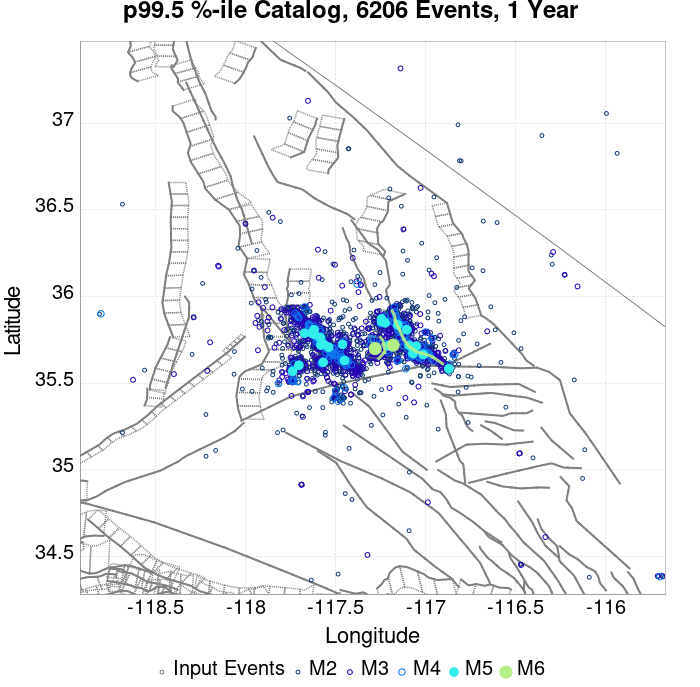 p99.5 %-ile Catalog, 6206 Events, 1 Year
37
36.5
36
35.5
35
34.5
Latitude
-118.5 -118 -117.5 -117 -116.5 -116
Longitude
Input Events M2 M3 M4 M5 M6